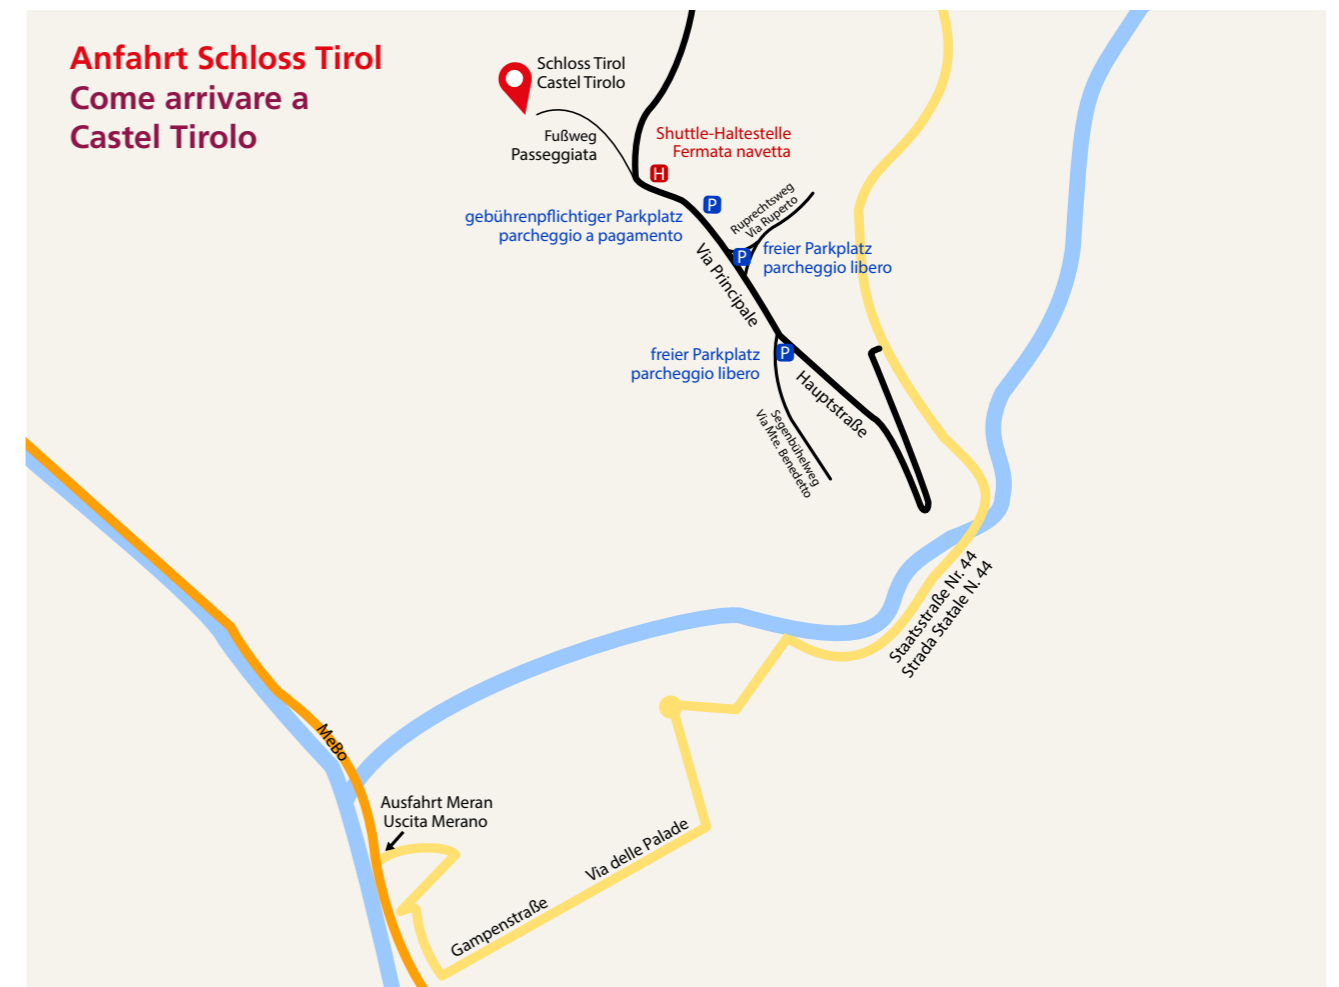 Anfahrt Schloss Tirol
Come arrivare a
Castel Tirolo
Schloss Tirol
Castel Tirolo
Fußweg
Passeggiata
Shuttle-Haltestelle
Fermata navetta
H
P
gebührenpflichtiger Parkplatz
parcheggio a pagamento
Ruprechtsweg
Via Ruperto
P
freier Parkplatz
parcheggio libero
Via Principale
freier Parkplatz
parcheggio libero
P
Hauptstraße
Segenbühelweg
Via Mte. Benedetto
Staatsstraße Nr. 44
Strada Statale N. 44
MeBo
Ausfahrt Meran
Uscita Merano
Via delle Palade
Gampenstraße